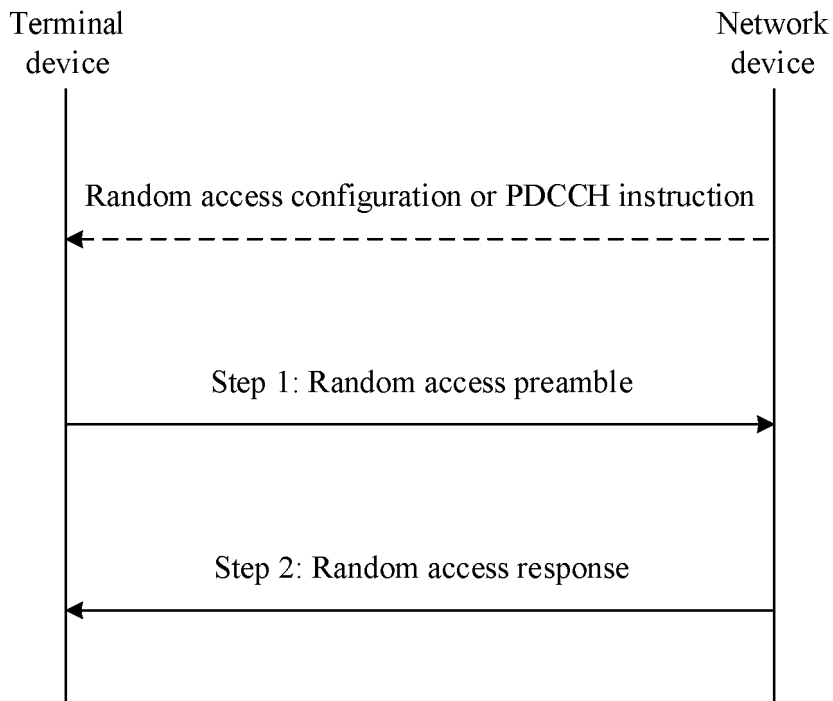 Terminal
device
Network
device
Random access configuration or PDCCH instruction
Step 1: Random access preamble
Step 2: Random access response